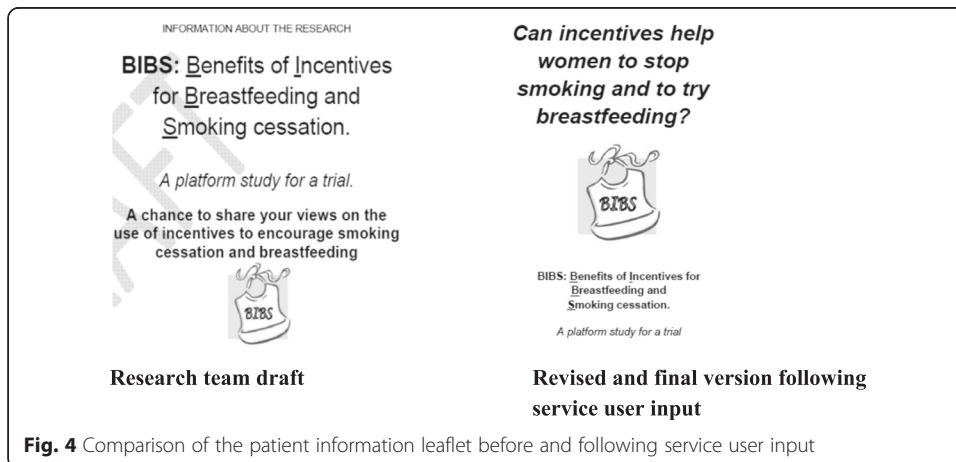 INFORMATION ABOUT THE RESEARCH
BIBS: Benefits of Incentives
for Breastfeeding and
Smoking cessation.
A platform study for a trial.
A chance to share your views on the
use of incentives to encourage smoking
cessation and breastfeeding
BIBS
Research team draft
Can incentives help
women to stop
smoking and to try
breastfeeding?
BIBS
BIBS: Benefits of Incentives for
Breastfeeding and
Smoking cessation.
A platform study for a trial
Revised and final version following
service user input
Fig. 4 Comparison of the patient information leaflet before and following service user input